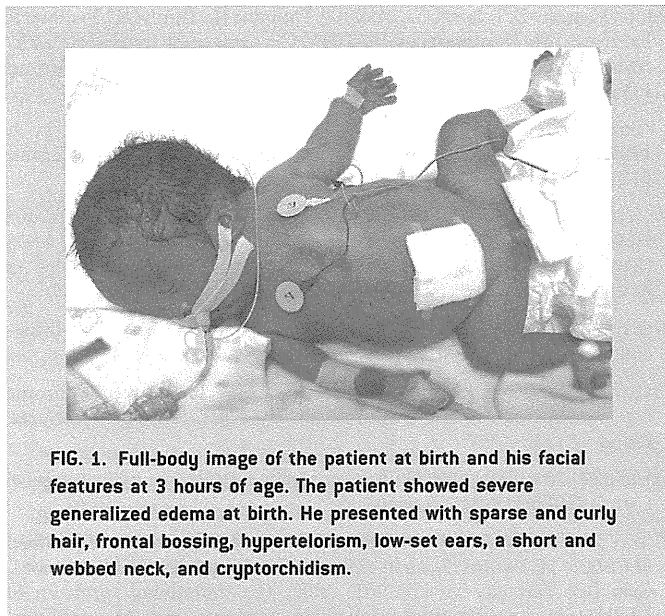 FIG. 1. Full-body image of the patient at birth and his facial
features at 3 hours of age. The patient showed severe
generalized edema at birth. He presented with sparse and curly
hair, frontal bossing, hypertelorism, low-set ears, a short and
webbed neck, and cryptorchidism.